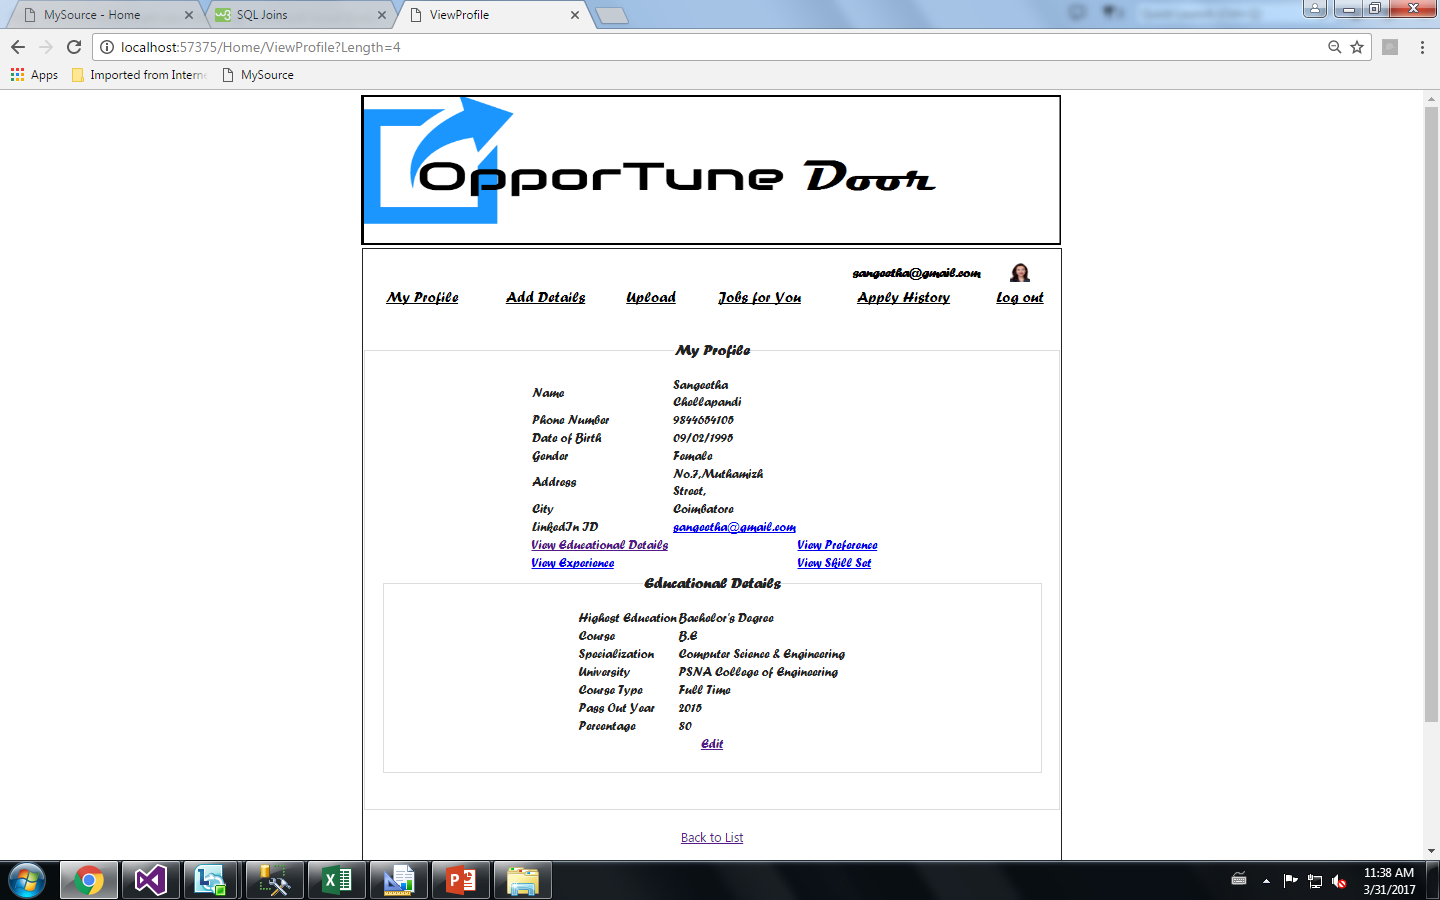 MySource - Home
SQL Joins
ViewProfile
localhost:57375/Home/ViewProfile?Length=4
Apps
Imported from Intern
MySource
OpporTune Door
sangeetha@gmail.com
My Profile Add Details Upload Jobs for You Apply History Log out
My Profile
Name Sangeetha
Chellapandi
Phone Number 9844654105
Date of Birth 09/02/1995
Gender Female
Address No.7,Muthamizh
Street,
City Coimbatore
LinkedIn ID sangeetha@gmail.com
View Educational Details View Preference
View Experience View Skill Set
Educational Details
Highest Education Bachelor's Degree
Course B.E
Specialization Computer Science & Engineering
University PSNA College of Engineering
Course Type Full Time
Pass Out Year 2015
Percentage 80
Edit
Back to List
11:38 AM
3/31/2017